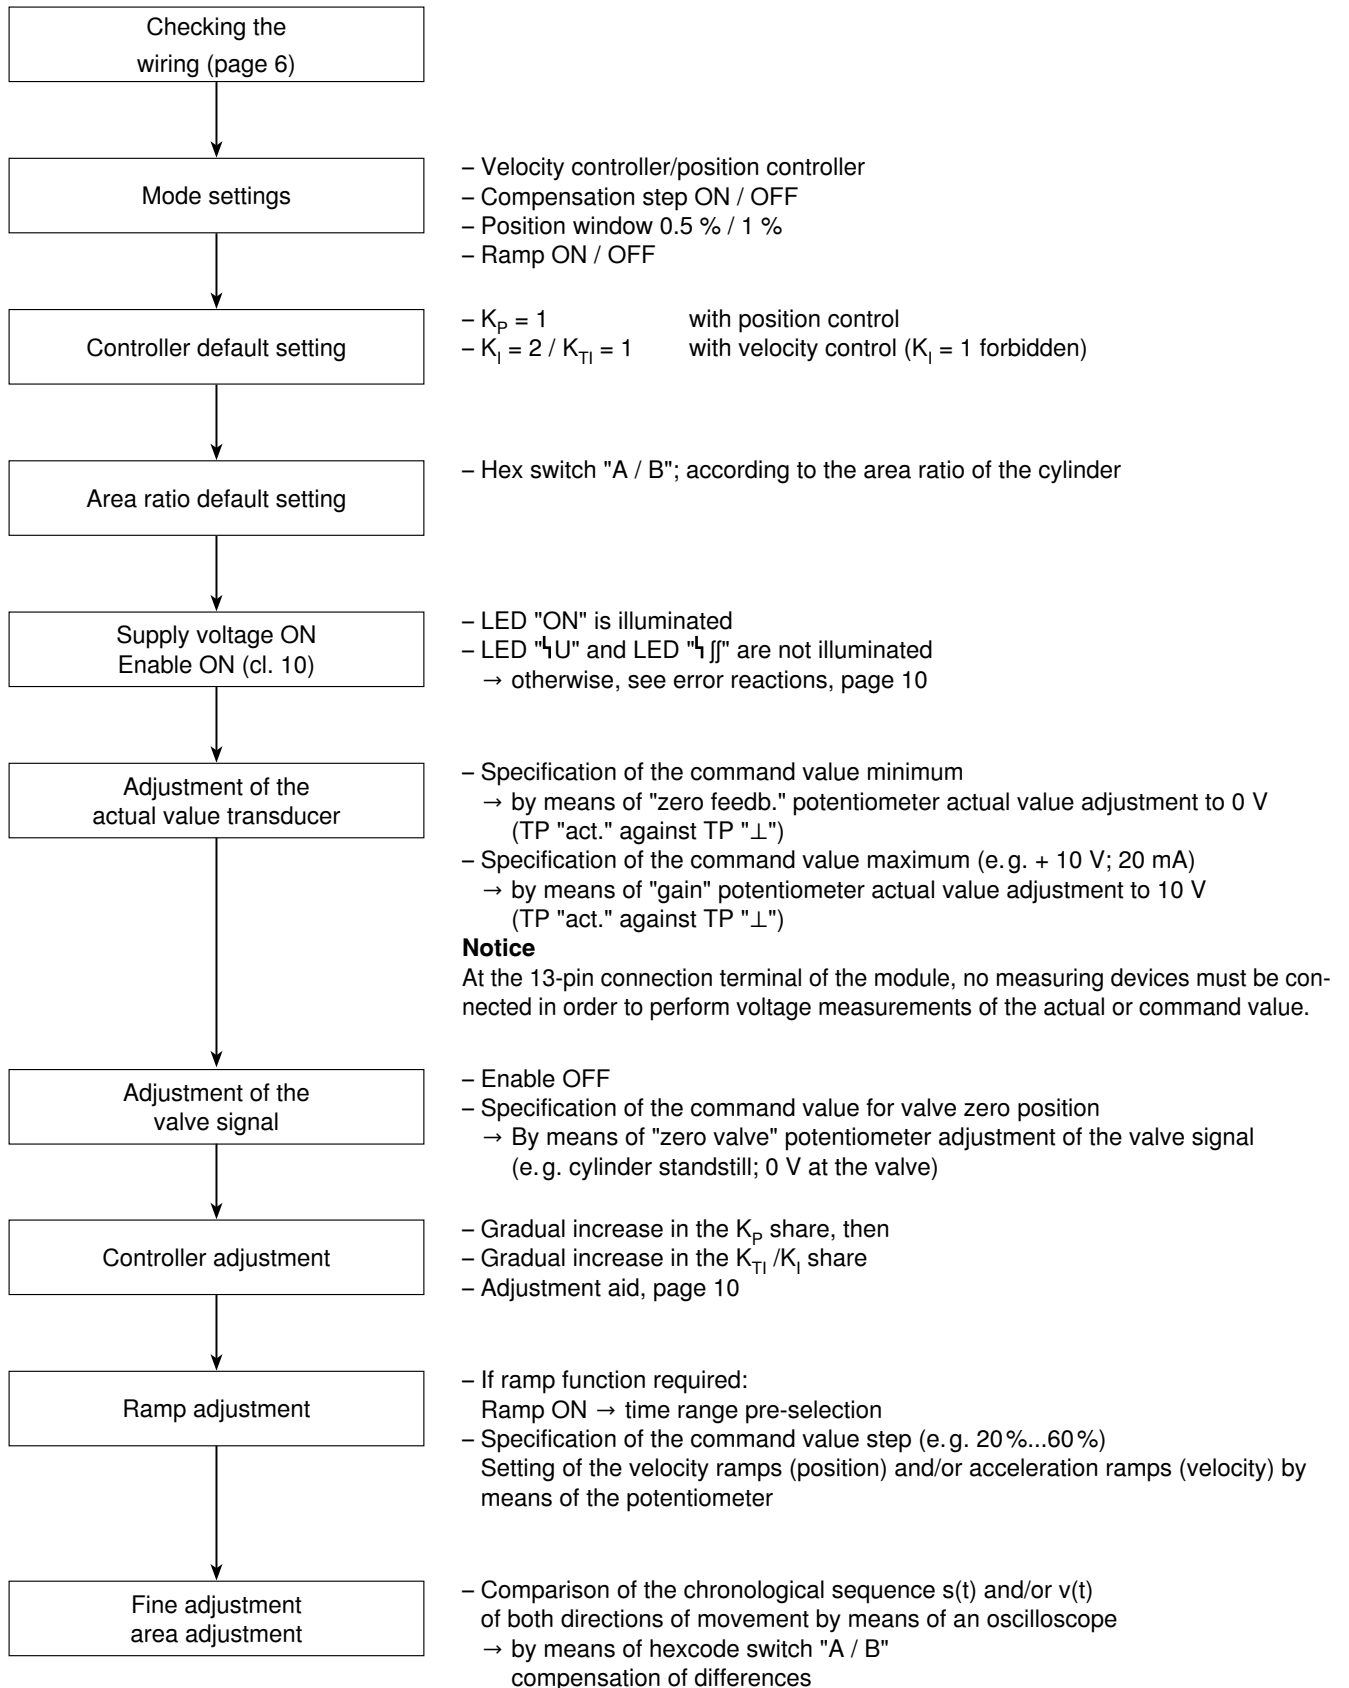 Checking the
wiring (page 6)
Mode settings
– Velocity controller/position controller
– Compensation step ON / OFF
– Position window 0.5 % / 1 %
– Ramp ON / OFF
Controller default setting
– K_P = 1 with position control
– K_I = 2 / K_TI = 1 with velocity control (K_I = 1 forbidden)
Area ratio default setting
– Hex switch "A / B"; according to the area ratio of the cylinder
Supply voltage ON
Enable ON (cl. 10)
– LED "ON" is illuminated
– LED "ϟU" and LED "ϟ ∫∫" are not illuminated
→ otherwise, see error reactions, page 10
Adjustment of the
actual value transducer
– Specification of the command value minimum
→ by means of "zero feedb." potentiometer actual value adjustment to 0 V
(TP "act." against TP "⊥")
– Specification of the command value maximum (e. g. + 10 V; 20 mA)
→ by means of "gain" potentiometer actual value adjustment to 10 V
(TP "act." against TP "⊥")
Notice
At the 13-pin connection terminal of the module, no measuring devices must be con-
nected in order to perform voltage measurements of the actual or command value.
Adjustment of the
valve signal
– Enable OFF
– Specification of the command value for valve zero position
→ By means of "zero valve" potentiometer adjustment of the valve signal
(e. g. cylinder standstill; 0 V at the valve)
Controller adjustment
– Gradual increase in the K_P share, then
– Gradual increase in the K_TI /K_I share
– Adjustment aid, page 10
Ramp adjustment
– If ramp function required:
Ramp ON → time range pre-selection
– Specification of the command value step (e. g. 20 %...60 %)
Setting of the velocity ramps (position) and/or acceleration ramps (velocity) by
means of the potentiometer
Fine adjustment
area adjustment
– Comparison of the chronological sequence s(t) and/or v(t)
of both directions of movement by means of an oscilloscope
→ by means of hexcode switch "A / B"
compensation of differences